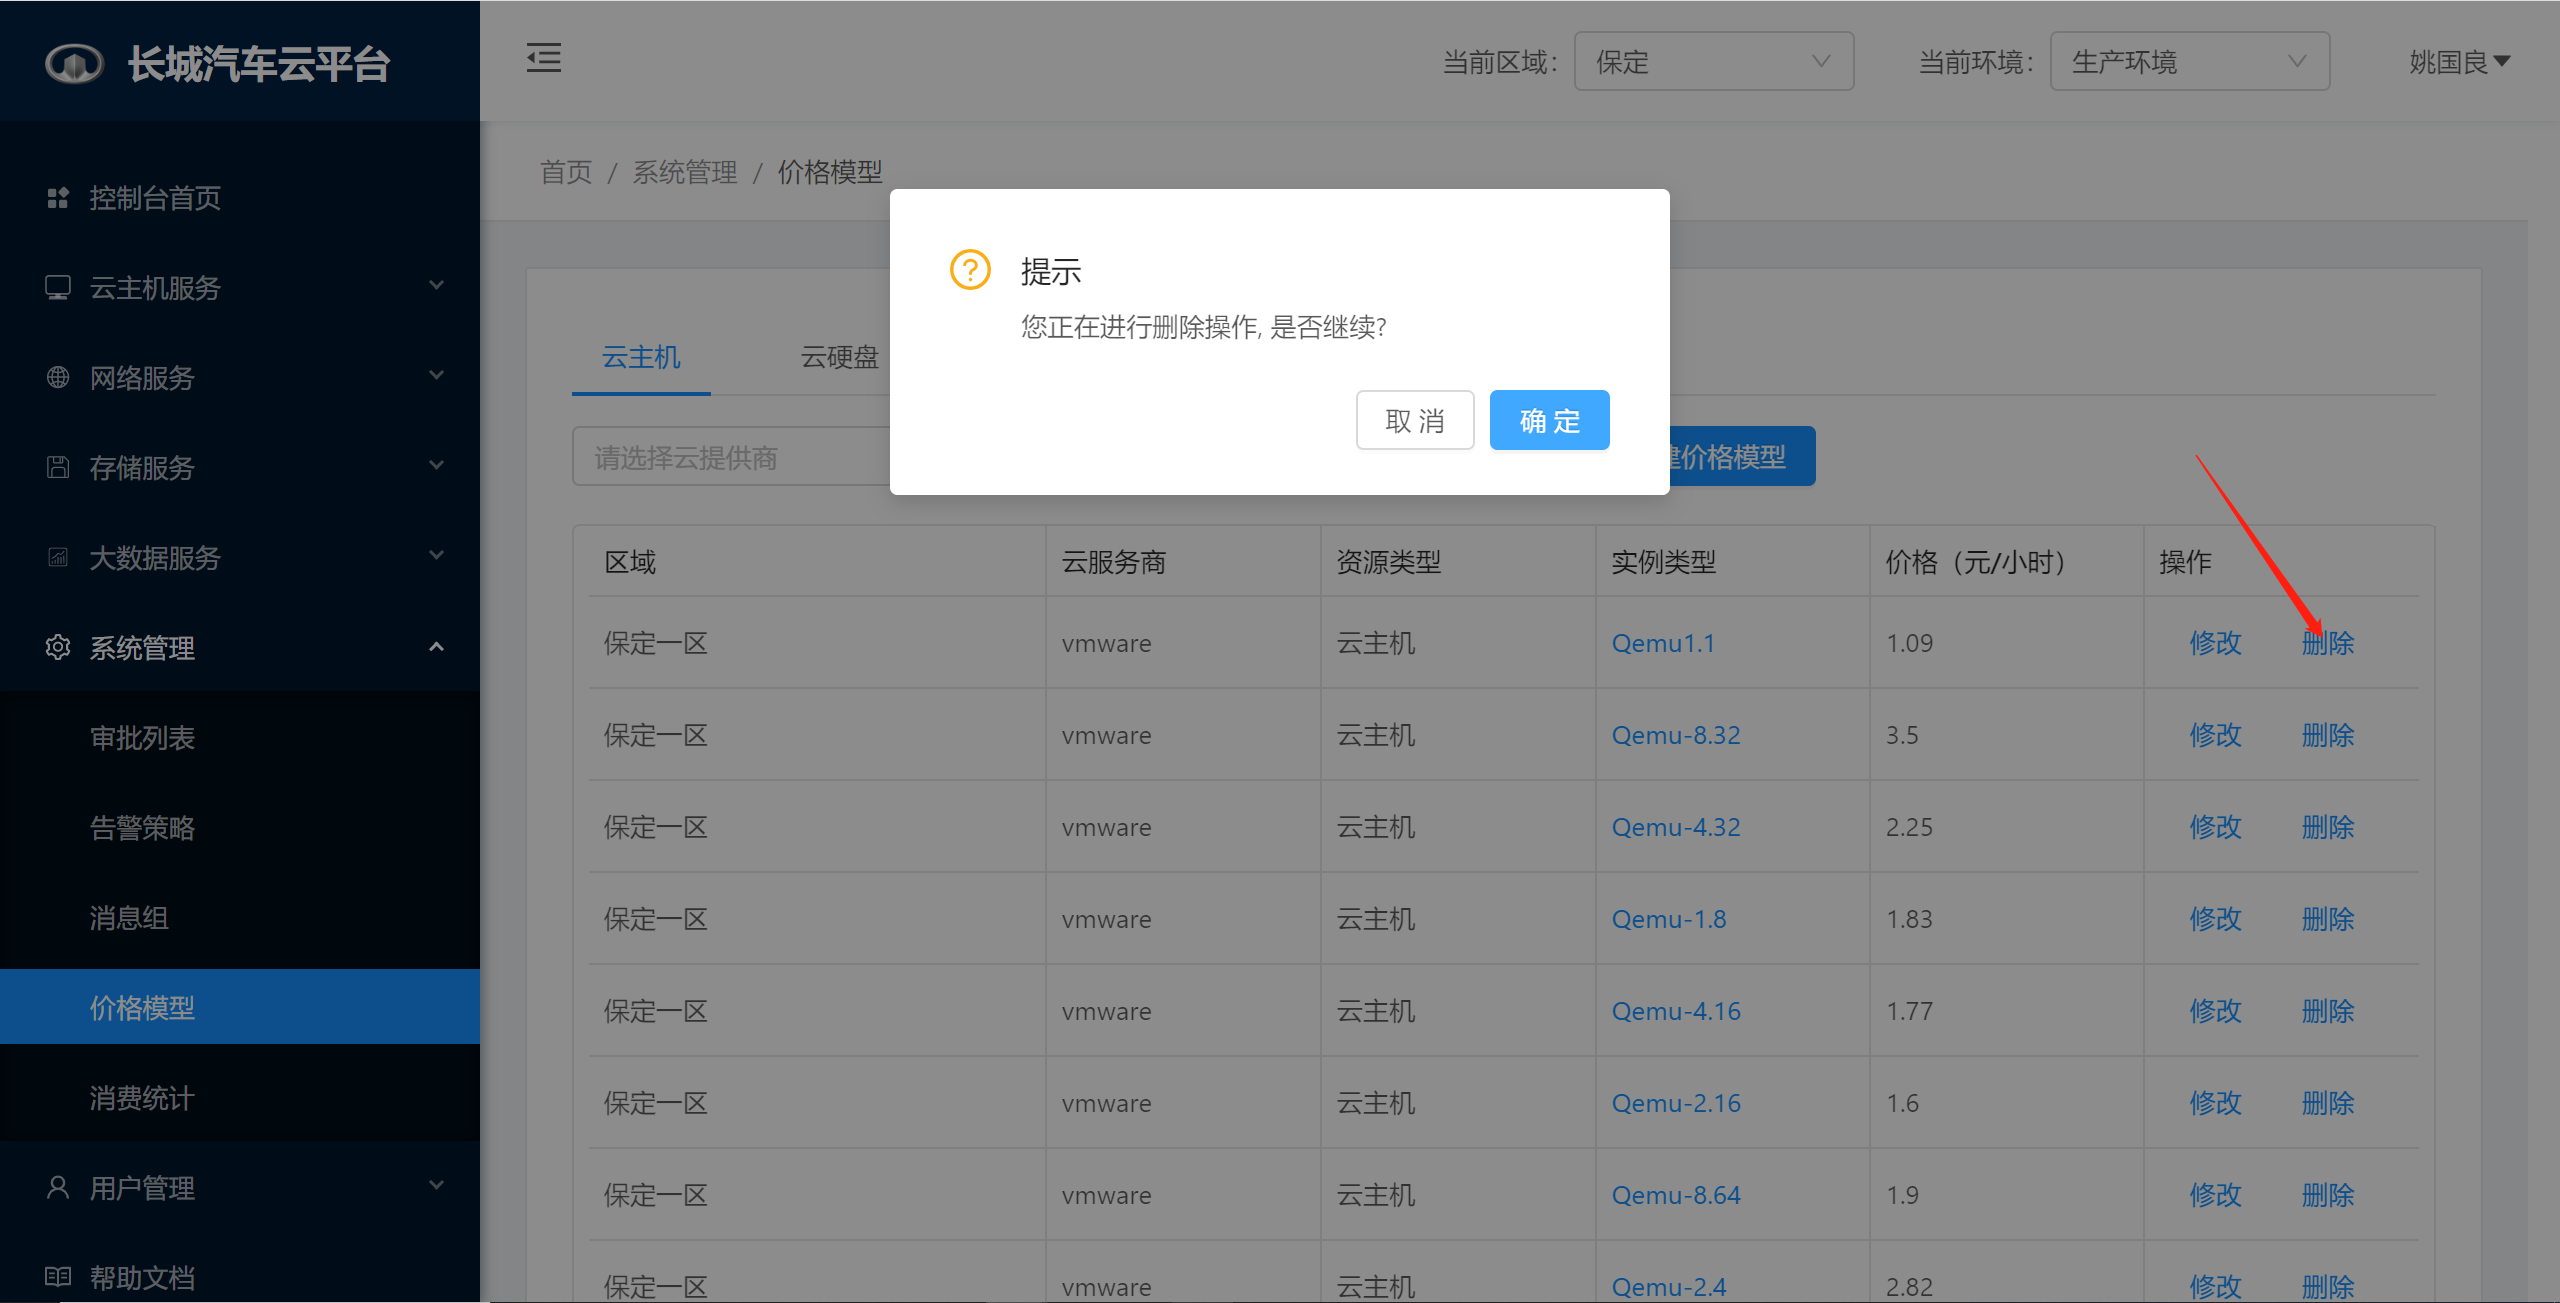 长城汽车云平台
当前区域：
保定
当前环境：
生产环境
姚国良
首页 / 系统管理 / 价格模型
控制台首页
云主机服务
网络服务
存储服务
大数据服务
系统管理
审批列表
告警策略
消息组
价格模型
消费统计
用户管理
帮助文档
提示
您正在进行删除操作, 是否继续?
取 消
确 定
云主机
云硬盘
请选择云提供商
建价格模型
区域 云服务商 资源类型 实例类型 价格（元/小时） 操作
保定一区 vmware 云主机 Qemu1.1 1.09 修改 删除
保定一区 vmware 云主机 Qemu-8.32 3.5 修改 删除
保定一区 vmware 云主机 Qemu-4.32 2.25 修改 删除
保定一区 vmware 云主机 Qemu-1.8 1.83 修改 删除
保定一区 vmware 云主机 Qemu-4.16 1.77 修改 删除
保定一区 vmware 云主机 Qemu-2.16 1.6 修改 删除
保定一区 vmware 云主机 Qemu-8.64 1.9 修改 删除
保定一区 vmware 云主机 Qemu-2.4 2.82 修改 删除